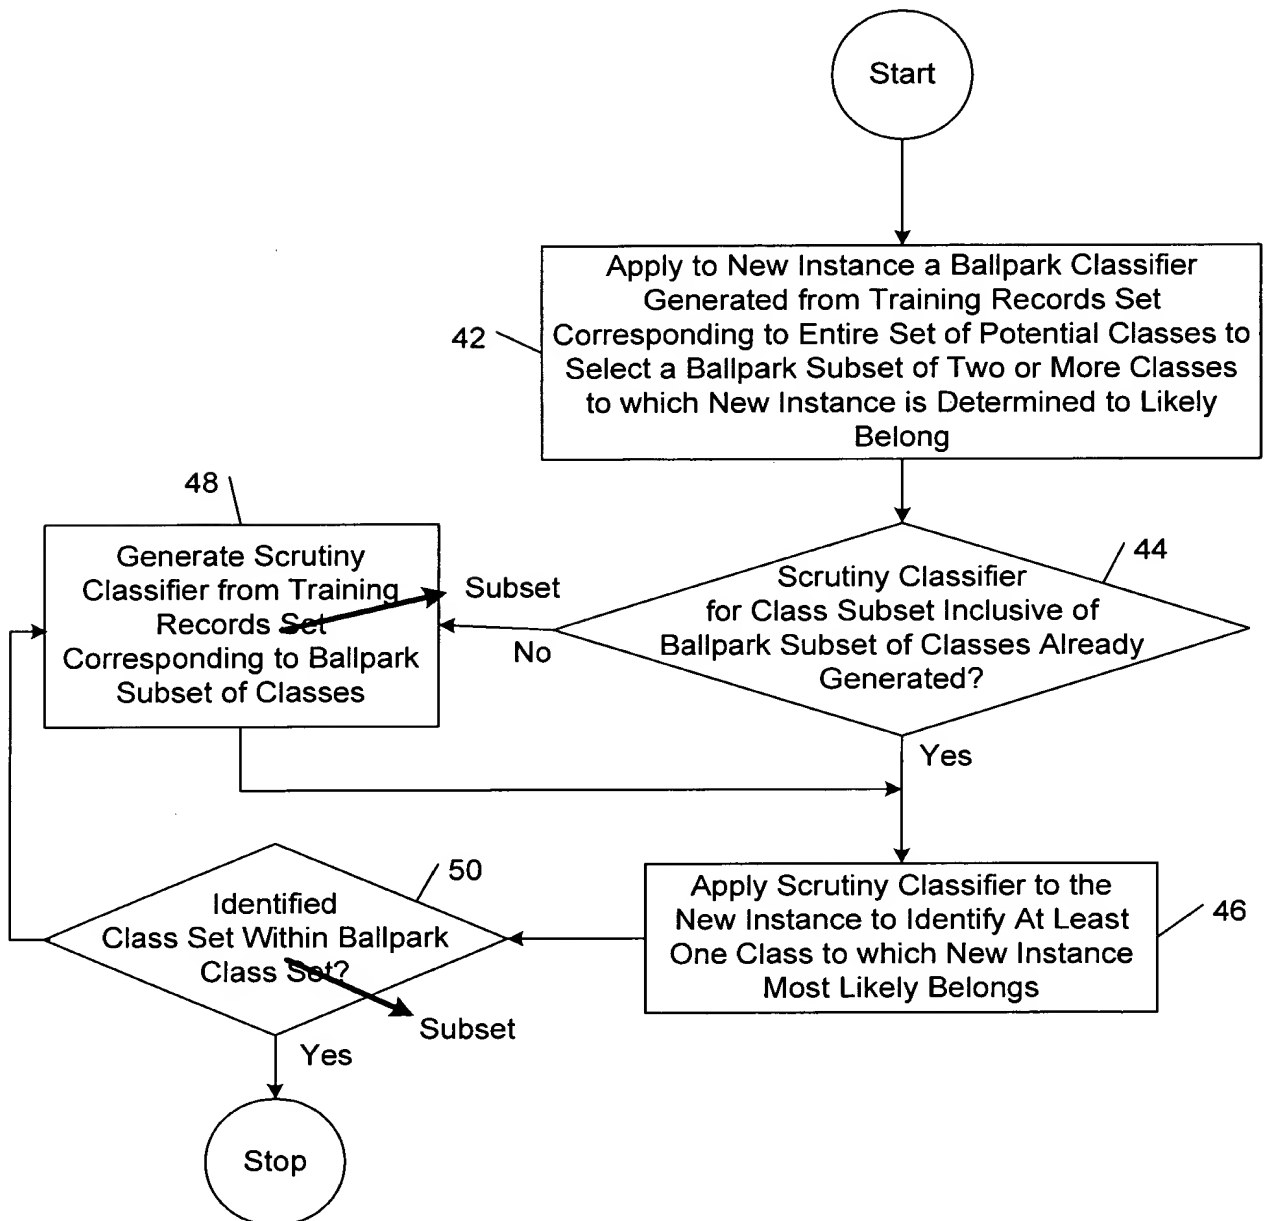 Start
Apply to New Instance a Ballpark Classifier
Generated from Training Records Set
Corresponding to Entire Set of Potential Classes to
Select a Ballpark Subset of Two or More Classes
to which New Instance is Determined to Likely
Belong
42
48
Generate Scrutiny
Classifier from Training
Records Set
Corresponding to Ballpark
Subset of Classes
Subset
44
Scrutiny Classifier
for Class Subset Inclusive of
Ballpark Subset of Classes Already
Generated?
No
Yes
50
Identified
Class Set Within Ballpark
Class Set?
Subset
Apply Scrutiny Classifier to the
New Instance to Identify At Least
One Class to which New Instance
Most Likely Belongs
46
Yes
Stop